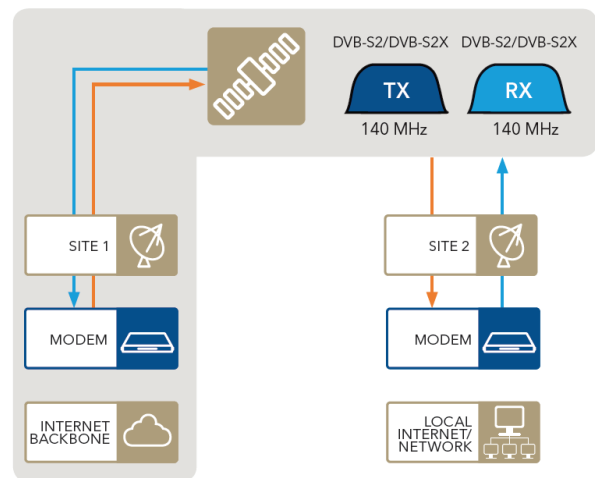 DVB-S2/DVB-S2X DVB-S2/DVB-S2X
TX RX
140 MHz 140 MHz
SITE 1 SITE 2
MODEM MODEM
INTERNET
BACKBONE
LOCAL
INTERNET/
NETWORK